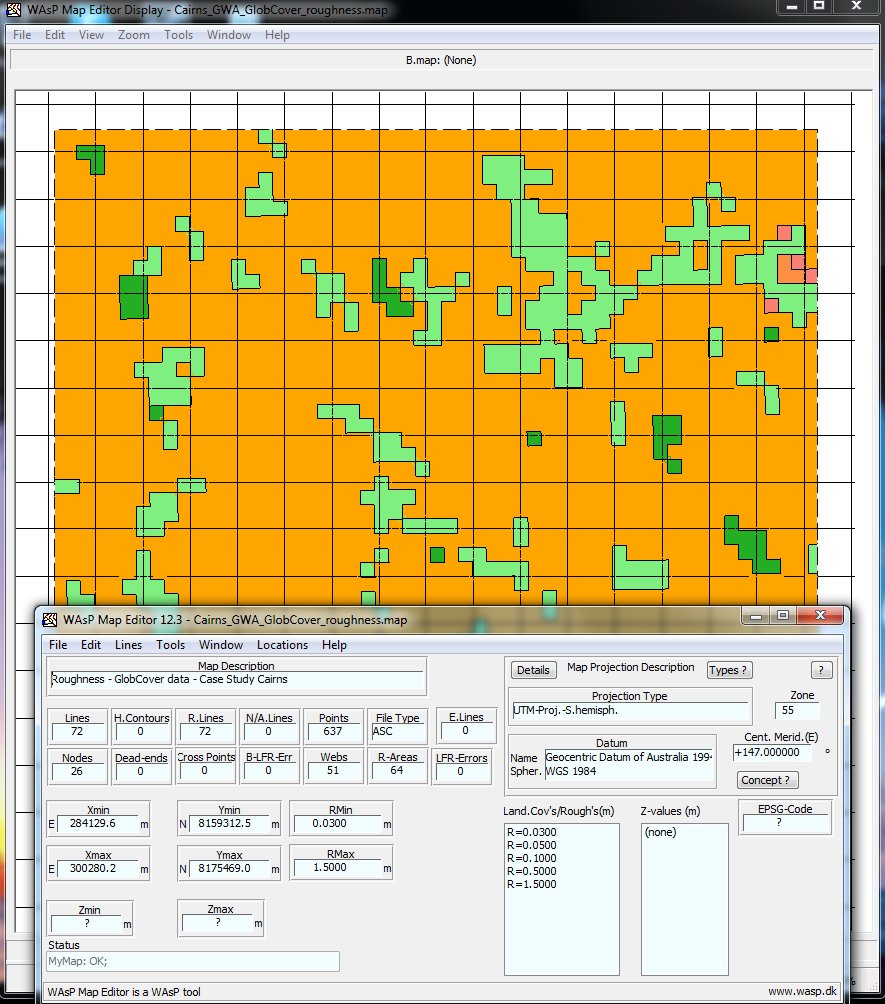 WAsP Map Editor Display - Cairns_GWA_GlobCover_roughness.map
File Edit View Zoom Tools Window Help
B.map: (None)
WAsP Map Editor 12.3 - Cairns_GWA_GlobCover_roughness.map
File Edit Lines Tools Window Locations Help
Map Description
Roughness - GlobCover data - Case Study Cairns
Lines H.Contours R.Lines N/A.Lines Points File Type E.Lines
72 0 72 0 637 ASC 0
Nodes Dead-ends Cross Points B-LFR-Err Webs R-Areas LFR-Errors
26 0 0 0 51 64 0
Xmin Ymin RMin
E 284129.6 m N 8159312.5 m 0.0300 m
Xmax Ymax RMax
E 300280.2 m N 8175469.0 m 1.5000 m
Zmin Zmax
? m ? m
Status
MyMap: OK;
Details Map Projection Description Types ? ?
Projection Type Zone
UTM-Proj.-S.hemisph. 55
Datum Cent. Merid.(E)
Name Geocentric Datum of Australia 199 +147.000000 °
Spher. WGS 1984
Concept ?
Land.Cov's/Rough's(m) Z-values (m) EPSG-Code
R=0.0300 (none) ?
R=0.0500
R=0.1000
R=0.5000
R=1.5000
WAsP Map Editor is a WAsP tool www.wasp.dk
%